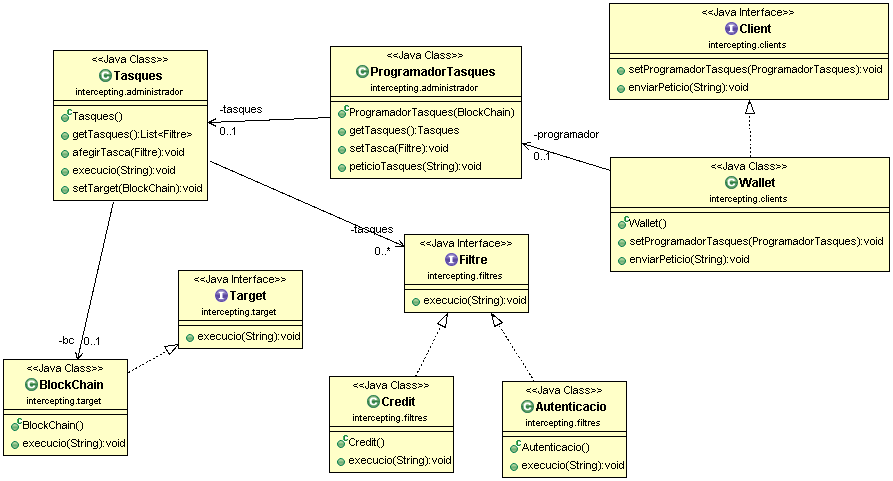 <<Java Interface>>
Client
intercepting.clients
setProgramadorTasques(ProgramadorTasques):void
enviarPeticio(String):void
<<Java Class>>
Tasques
intercepting.administrador
Tasques()
getTasques():List<Filtre>
afegirTasca(Filtre):void
execucio(String):void
setTarget(BlockChain):void
<<Java Class>>
ProgramadorTasques
intercepting.administrador
ProgramadorTasques(BlockChain)
getTasques():Tasques
setTasca(Filtre):void
peticioTasques(String):void
-tasques
0..1
-programador
0..1
<<Java Class>>
Wallet
intercepting.clients
Wallet()
setProgramadorTasques(ProgramadorTasques):void
enviarPeticio(String):void
-tasques
0..*
<<Java Interface>>
Filtre
intercepting.filtres
execucio(String):void
<<Java Interface>>
Target
intercepting.target
execucio(String):void
-bc
0..1
<<Java Class>>
BlockChain
intercepting.target
BlockChain()
execucio(String):void
<<Java Class>>
Credit
intercepting.filtres
Credit()
execucio(String):void
<<Java Class>>
Autenticacio
intercepting.filtres
Autenticacio()
execucio(String):void